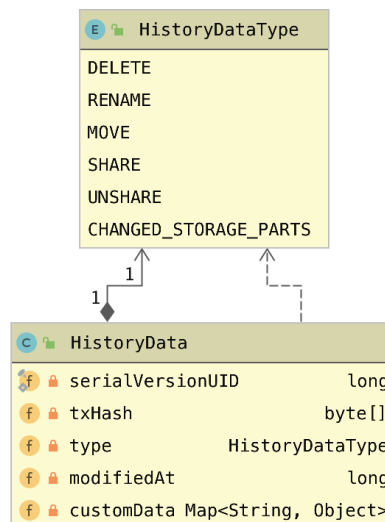 E HistoryDataType
DELETE
RENAME
MOVE
SHARE
UNSHARE
CHANGED_STORAGE_PARTS
1
1
C HistoryData
f serialVersionUID long
f txHash byte[]
f type HistoryDataType
f modifiedAt long
f customData Map<String, Object>